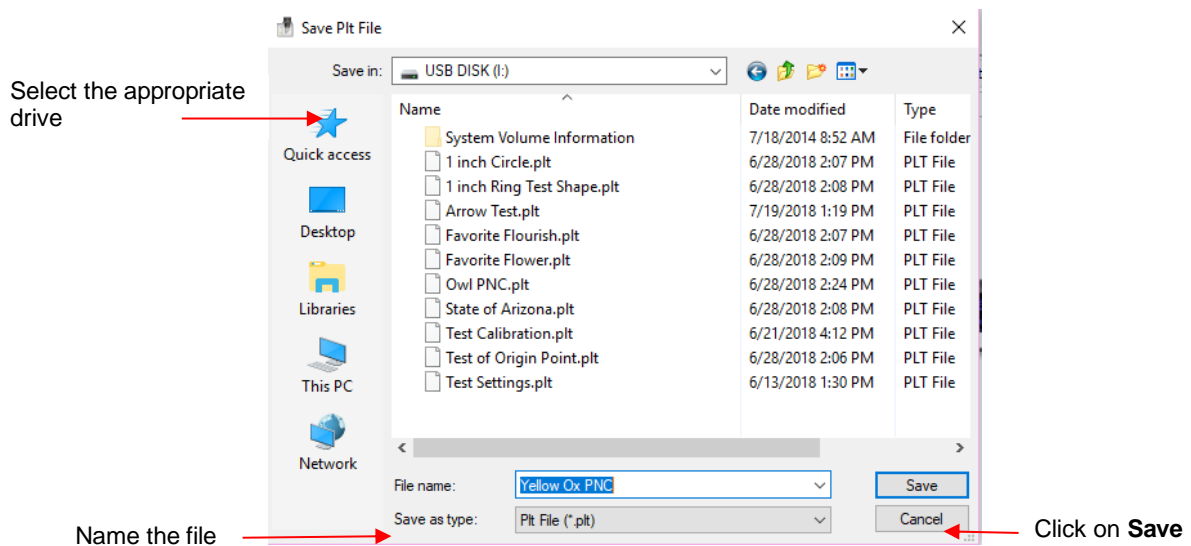 Save Plt File
Save in: USB DISK (I:)
Select the appropriate
drive
Name Date modified Type
System Volume Information 7/18/2014 8:52 AM File folder
Quick access
1 inch Circle.plt 6/28/2018 2:07 PM PLT File
1 inch Ring Test Shape.plt 6/28/2018 2:08 PM PLT File
Arrow Test.plt 7/19/2018 1:19 PM PLT File
Desktop
Favorite Flourish.plt 6/28/2018 2:07 PM PLT File
Favorite Flower.plt 6/28/2018 2:09 PM PLT File
Owl PNC.plt 6/28/2018 2:24 PM PLT File
Libraries
State of Arizona.plt 6/28/2018 2:08 PM PLT File
Test Calibration.plt 6/21/2018 4:12 PM PLT File
Test of Origin Point.plt 6/28/2018 2:06 PM PLT File
This PC
Test Settings.plt 6/13/2018 1:30 PM PLT File
Network
File name: Yellow Ox PNC Save
Save as type: Plt File (*.plt) Cancel
Name the file
Click on Save